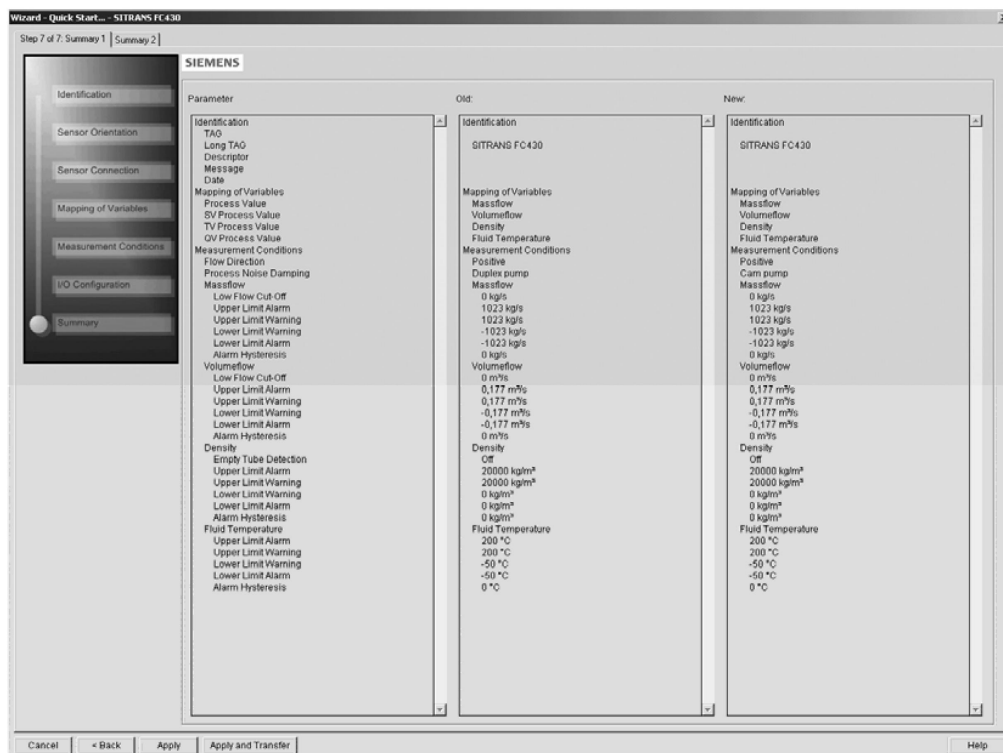 Wizard - Quick Start... - SITRANS FC430
Step 7 of 7: Summary 1 Summary 2
SIEMENS
Identification
Sensor Orientation
Sensor Connection
Mapping of Variables
Measurement Conditions
I/O Configuration
Summary
Parameter
Identification
TAG
Long TAG
Descriptor
Message
Date
Mapping of Variables
Process Value
SV Process Value
TV Process Value
QV Process Value
Measurement Conditions
Flow Direction
Process Noise Damping
Massflow
Low Flow Cut-Off
Upper Limit Alarm
Upper Limit Warning
Lower Limit Warning
Lower Limit Alarm
Alarm Hysteresis
Volumeflow
Low Flow Cut-Off
Upper Limit Alarm
Upper Limit Warning
Lower Limit Warning
Lower Limit Alarm
Alarm Hysteresis
Density
Empty Tube Detection
Upper Limit Alarm
Upper Limit Warning
Lower Limit Warning
Lower Limit Alarm
Alarm Hysteresis
Fluid Temperature
Upper Limit Alarm
Upper Limit Warning
Lower Limit Warning
Lower Limit Alarm
Alarm Hysteresis
Old:
Identification
SITRANS FC430
Mapping of Variables
Massflow
Volumeflow
Density
Fluid Temperature
Measurement Conditions
Positive
Duplex pump
Massflow
0 kg/s
1023 kg/s
1023 kg/s
-1023 kg/s
-1023 kg/s
0 kg/s
Volumeflow
0 m³/s
0,177 m³/s
0,177 m³/s
-0,177 m³/s
-0,177 m³/s
0 m³/s
Density
Off
20000 kg/m³
20000 kg/m³
0 kg/m³
0 kg/m³
0 kg/m³
Fluid Temperature
200 °C
200 °C
-50 °C
-50 °C
0 °C
New:
Identification
SITRANS FC430
Mapping of Variables
Massflow
Volumeflow
Density
Fluid Temperature
Measurement Conditions
Positive
Cam pump
Massflow
0 kg/s
1023 kg/s
1023 kg/s
-1023 kg/s
-1023 kg/s
0 kg/s
Volumeflow
0 m³/s
0,177 m³/s
0,177 m³/s
-0,177 m³/s
-0,177 m³/s
0 m³/s
Density
Off
20000 kg/m³
20000 kg/m³
0 kg/m³
0 kg/m³
0 kg/m³
Fluid Temperature
200 °C
200 °C
-50 °C
-50 °C
0 °C
Cancel < Back Apply Apply and Transfer Help